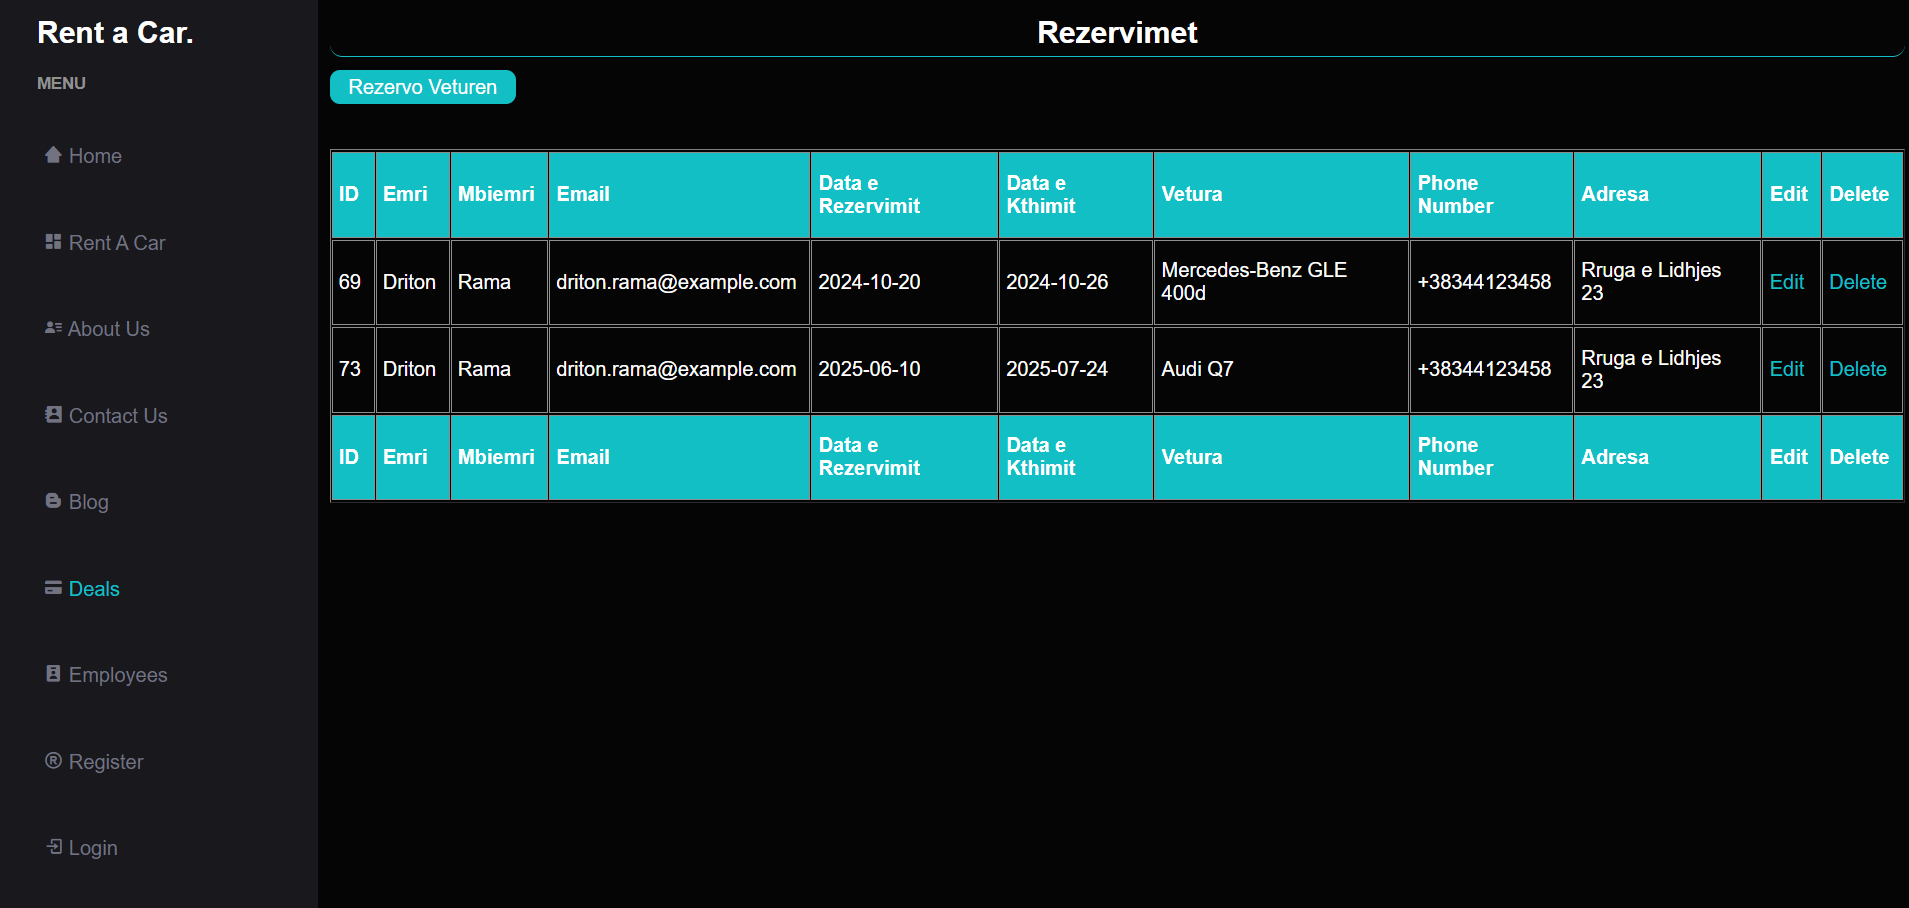 Rent a Car.
MENU
Home
Rent A Car
About Us
Contact Us
Blog
Deals
Employees
Register
Login
Rezervimet
Rezervo Veturen
ID Emri Mbiemri Email Data e Rezervimit Data e Kthimit Vetura Phone Number Adresa Edit Delete
69 Driton Rama driton.rama@example.com 2024-10-20 2024-10-26 Mercedes-Benz GLE 400d +38344123458 Rruga e Lidhjes 23 Edit Delete
73 Driton Rama driton.rama@example.com 2025-06-10 2025-07-24 Audi Q7 +38344123458 Rruga e Lidhjes 23 Edit Delete
ID Emri Mbiemri Email Data e Rezervimit Data e Kthimit Vetura Phone Number Adresa Edit Delete